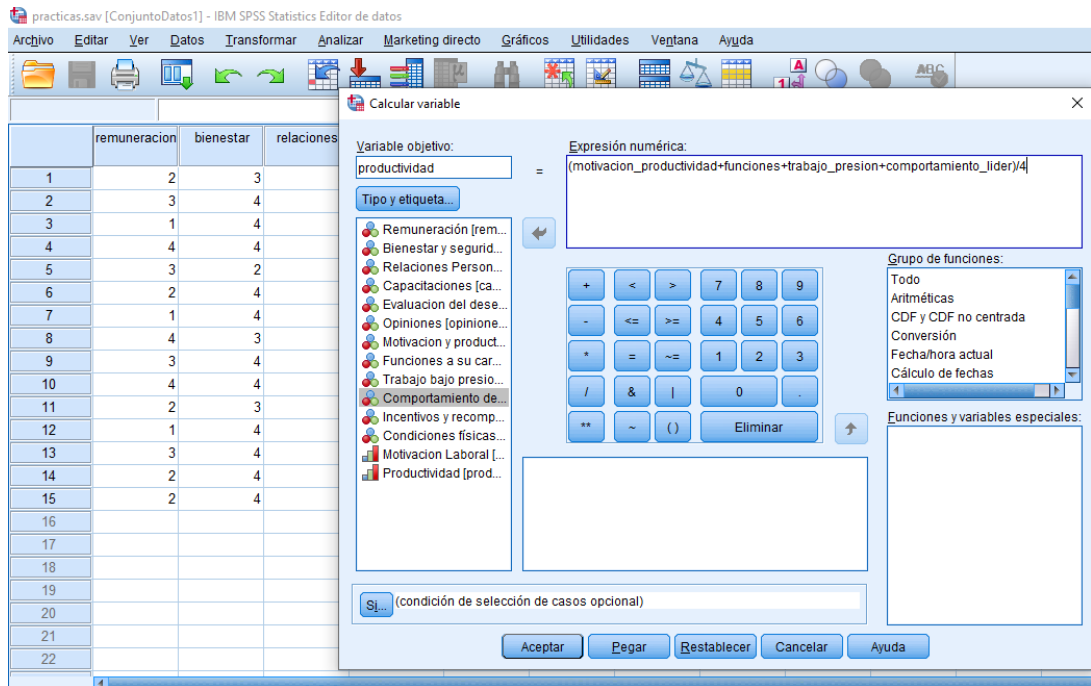 practicas.sav [ConjuntoDatos1] - IBM SPSS Statistics Editor de datos
Archivo Editar Ver Datos Transformar Analizar Marketing directo Gráficos Utilidades Ventana Ayuda
remuneracion bienestar relaciones
1 2 3
2 3 4
3 1 4
4 4 4
5 3 2
6 2 4
7 1 4
8 4 3
9 3 4
10 4 4
11 2 3
12 1 4
13 3 4
14 2 4
15 2 4
16
17
18
19
20
21
22
Calcular variable
Variable objetivo:
productividad
=
Expresión numérica:
(motivacion_productividad+funciones+trabajo_presion+comportamiento_lider)/4
Tipo y etiqueta...
Remuneración [rem...
Bienestar y segurid...
Relaciones Person...
Capacitaciones [ca...
Evaluacion del dese...
Opiniones [opinione...
Motivacion y product...
Funciones a su car...
Trabajo bajo presio...
Comportamiento de...
Incentivos y recomp...
Condiciones físicas...
Motivacion Laboral [...
Productividad [prod...
+ < > 7 8 9
- <= >= 4 5 6
* = ~= 1 2 3
/ & | 0 .
** ~ ( ) Eliminar
Grupo de funciones:
Todo
Aritméticas
CDF y CDF no centrada
Conversión
Fecha/hora actual
Cálculo de fechas
Funciones y variables especiales:
Si... (condición de selección de casos opcional)
Aceptar Pegar Restablecer Cancelar Ayuda